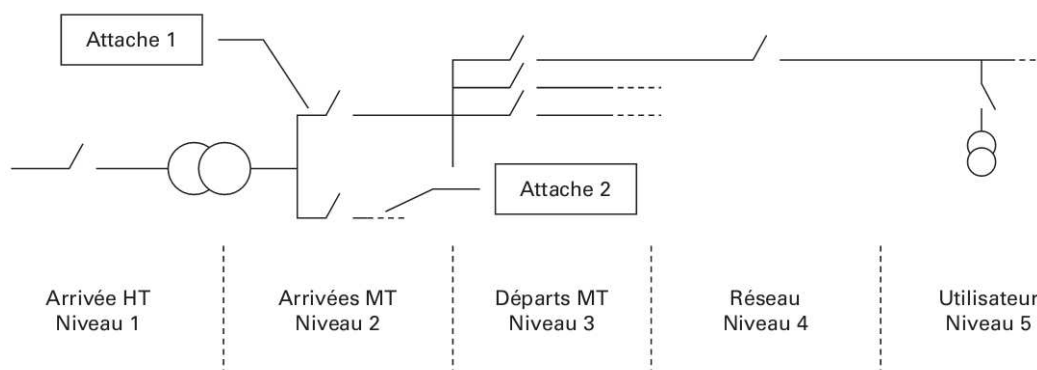 Attache 1
Attache 2
Arrivée HT
Niveau 1
Arrivées MT
Niveau 2
Départs MT
Niveau 3
Réseau
Niveau 4
Utilisateur
Niveau 5